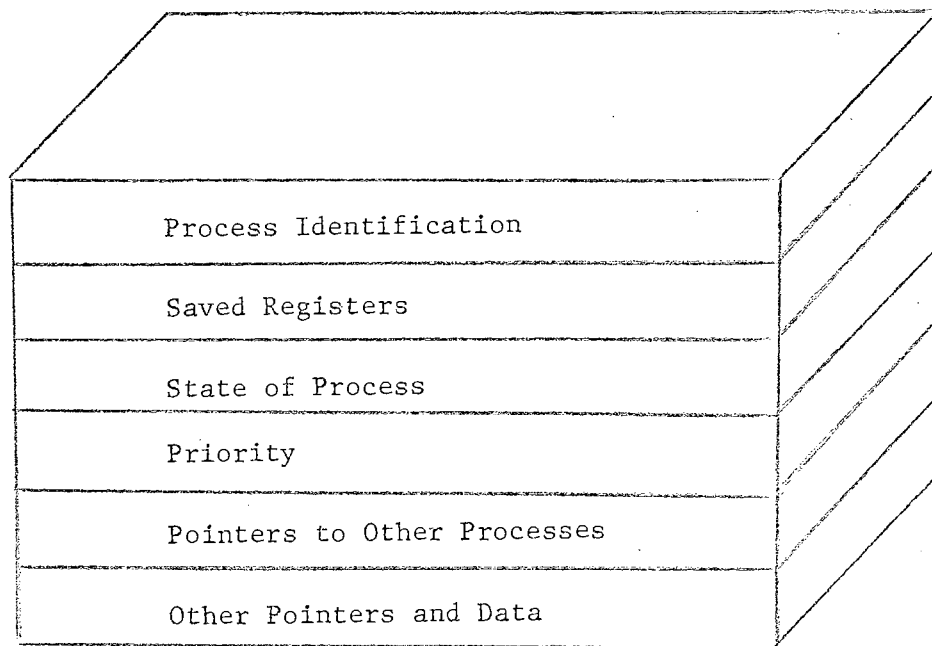 Process Identification
Saved Registers
State of Process
Priority
Pointers to Other Processes
Other Pointers and Data